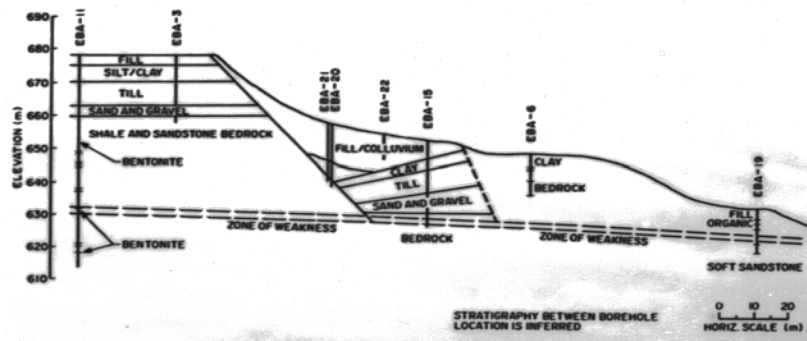 690
680
670
660
650
640
630
620
610
ELEVATION (m)
EBA-11
EBA-3
EBA-21
EBA-20
EBA-22
EBA-15
EBA-6
EBA-19
FILL
SILT/CLAY
TILL
SAND AND GRAVEL
SHALE AND SANDSTONE BEDROCK
BENTONITE
BENTONITE
FILL/COLLUVIUM
CLAY
TILL
SAND AND GRAVEL
BEDROCK
ZONE OF WEAKNESS
CLAY
BEDROCK
ZONE OF WEAKNESS
FILL
ORGANIC
SOFT SANDSTONE
STRATIGRAPHY BETWEEN BOREHOLE
LOCATION IS INFERRED
0 10 20
HORIZ. SCALE (m)